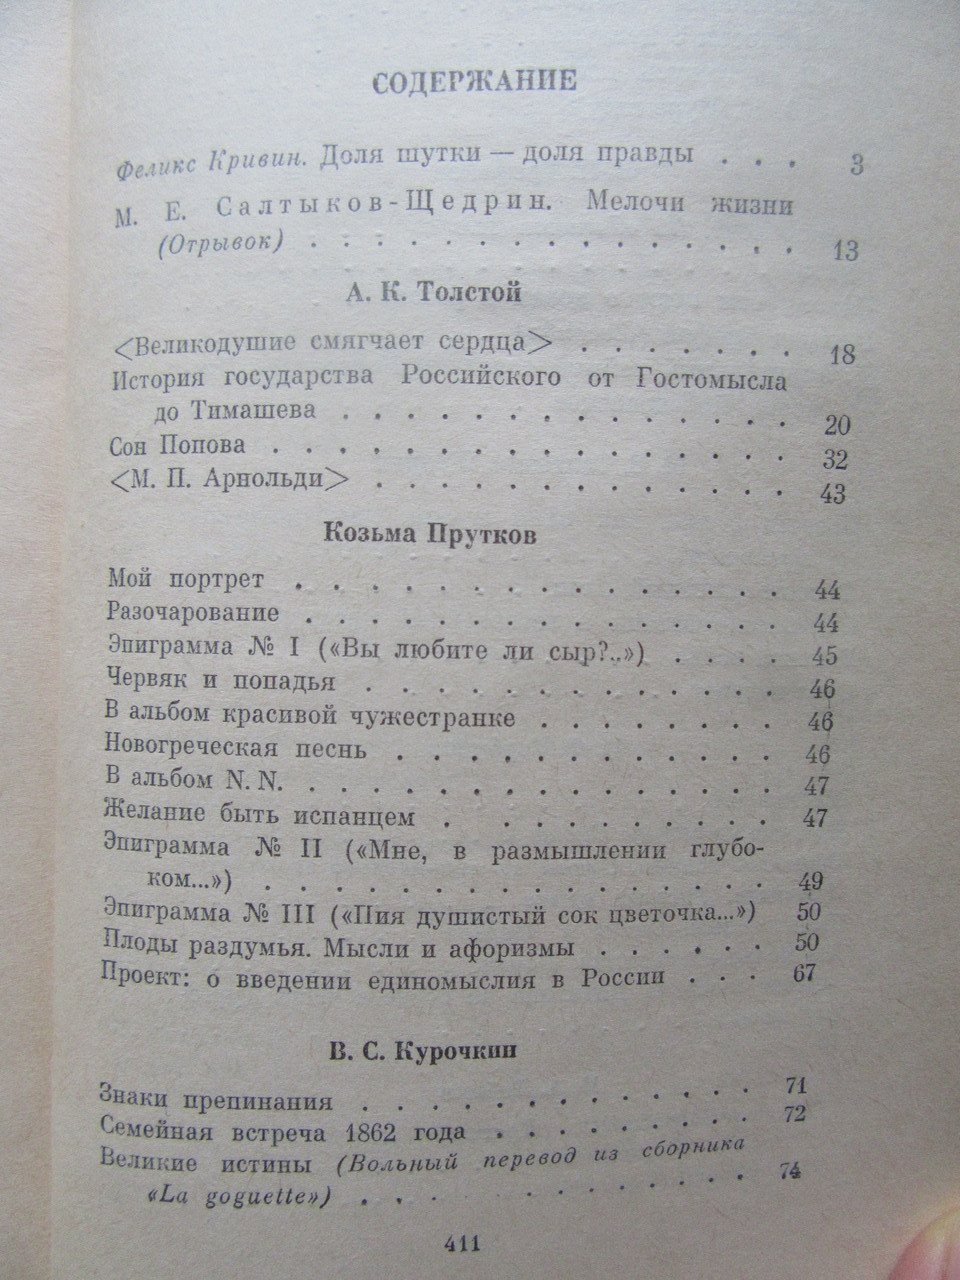 СОДЕРЖАНИЕ
Феликс Кривин. Доля шутки — доля правды . . . 3
М. Е. Салтыков-Щедрин. Мелочи жизни
(Отрывок) . . . . . . . . . . . . . . 13
А. К. Толстой
<Великодушие смягчает сердца> . . . . . . . 18
История государства Российского от Гостомысла
до Тимашева . . . . . . . . . . . . . . 20
Сон Попова . . . . . . . . . . . . . . . . 32
<М. П. Арнольди> . . . . . . . . . . . . . 43
Козьма Прутков
Мой портрет . . . . . . . . . . . . . . . 44
Разочарование . . . . . . . . . . . . . . . 44
Эпиграмма № I («Вы любите ли сыр?..») . . . . 45
Червяк и попадья . . . . . . . . . . . . . 46
В альбом красивой чужестранке . . . . . . . . 46
Новогреческая песнь . . . . . . . . . . . . 46
В альбом N. N. . . . . . . . . . . . . . . . 47
Желание быть испанцем . . . . . . . . . . 47
Эпиграмма № II («Мне, в размышлении глубо-
ком...») . . . . . . . . . . . . . . . . 49
Эпиграмма № III («Пия душистый сок цветочка...») 50
Плоды раздумья. Мысли и афоризмы . . . . . . 50
Проект: о введении единомыслия в России . . . 67
В. С. Курочкин
Знаки препинания . . . . . . . . . . . . 71
Семейная встреча 1862 года . . . . . . . . . 72
Великие истины (Вольный перевод из сборника
«La goguette») . . . . . . . . . . . . . 74
411